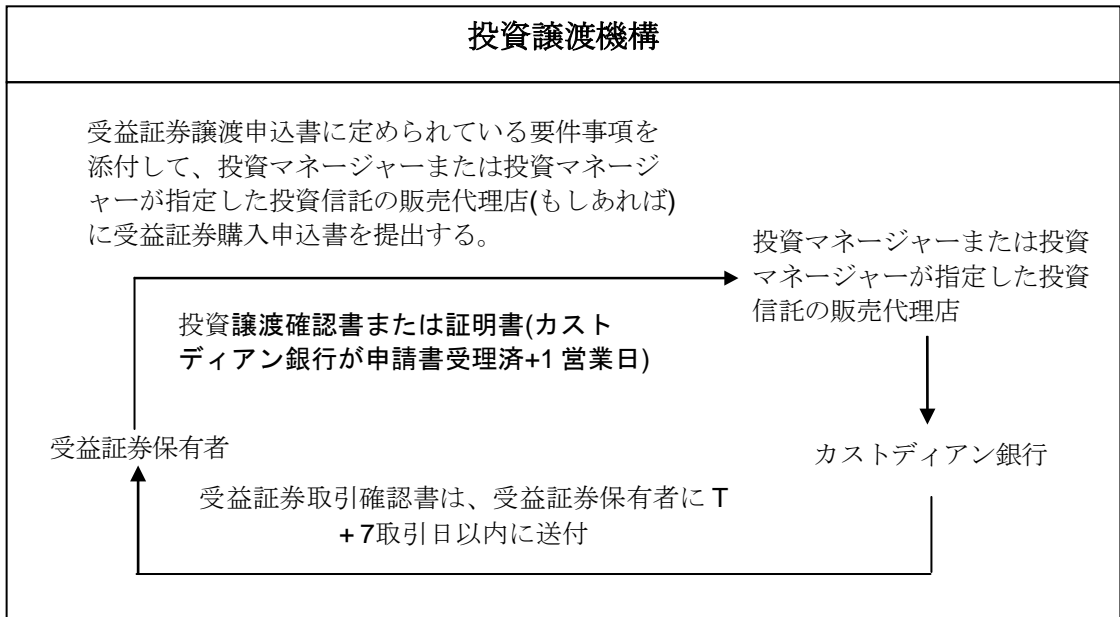 投資譲渡機構
受益証券譲渡申込書に定められている要件事項を
添付して、投資マネージャーまたは投資マネージ
ャーが指定した投資信託の販売代理店(もしあれば)
に受益証券購入申込書を提出する。
投資マネージャーまたは投資
マネージャーが指定した投資
信託の販売代理店
投資譲渡確認書または証明書(カスト
ディアン銀行が申請書受理済+1 営業日)
受益証券保有者
カストディアン銀行
受益証券取引確認書は、受益証券保有者に T
+7取引日以内に送付